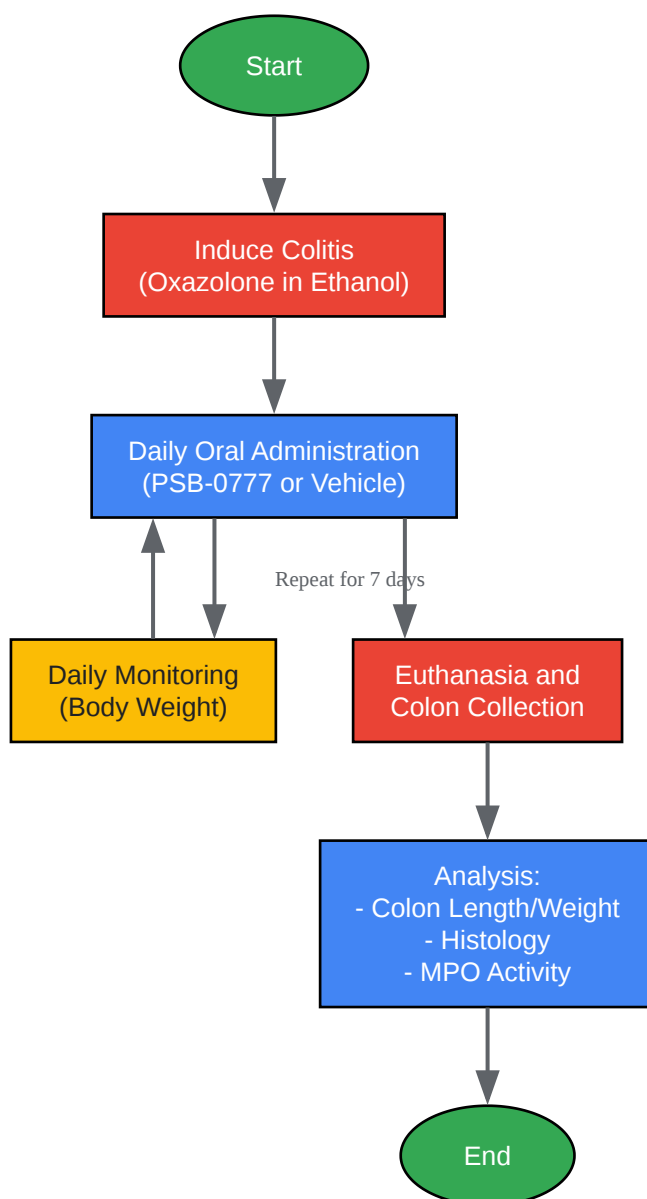 Start
Induce Colitis
(Oxazolone in Ethanol)
Daily Oral Administration
(PSB-0777 or Vehicle)
Repeat for 7 days
Daily Monitoring
(Body Weight)
Euthanasia and
Colon Collection
Analysis:
- Colon Length/Weight
- Histology
- MPO Activity
End